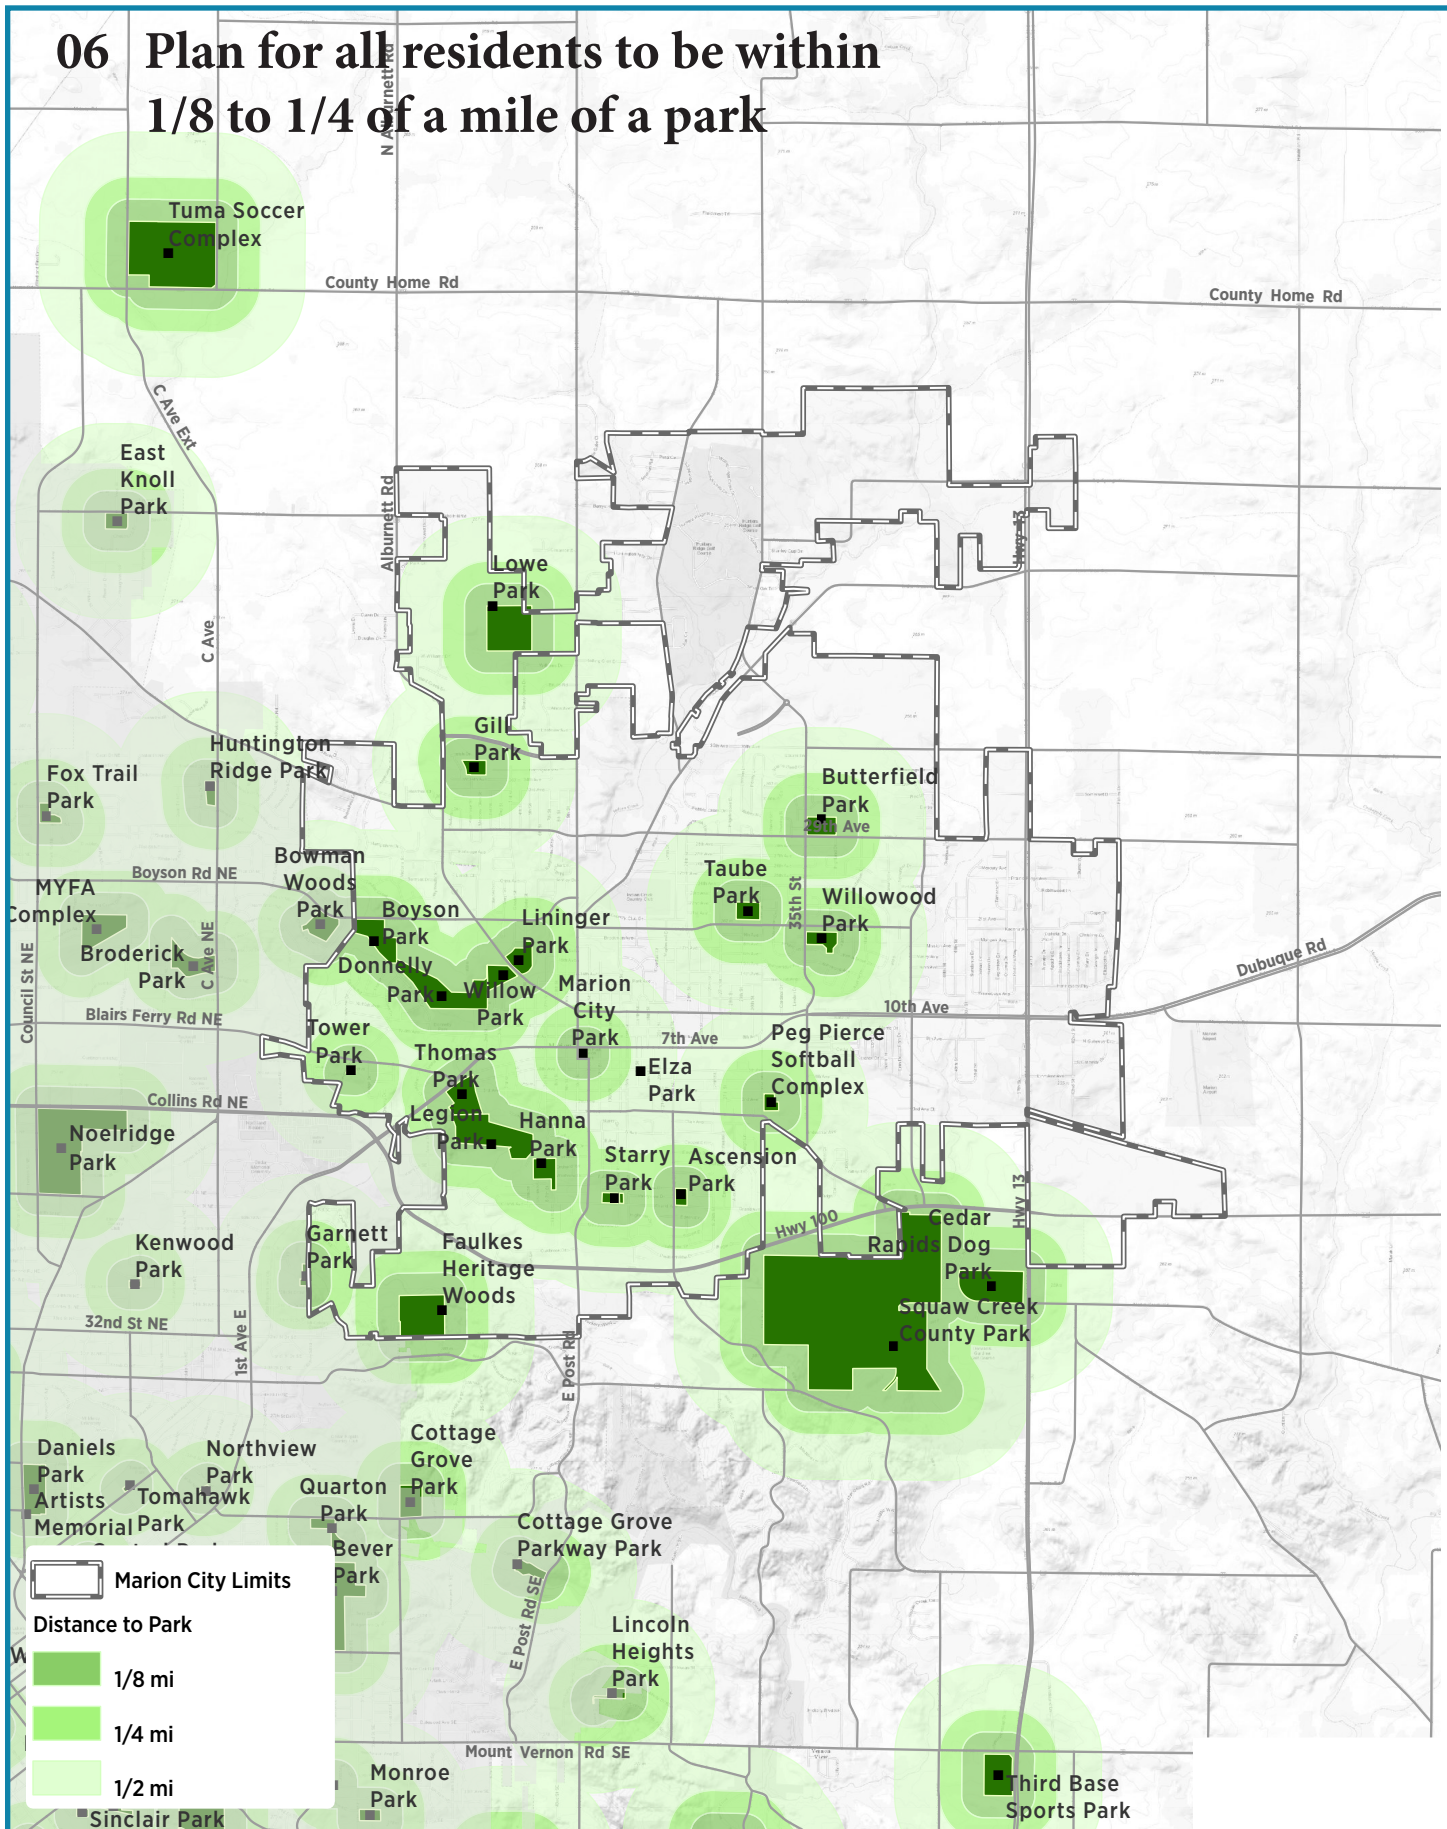 06 Plan for all residents to be within
1/8 to 1/4 of a mile of a park
N Alburnett Rd
Tuma Soccer
Complex
County Home Rd
County Home Rd
C Ave Ext
East
Knoll
Park
Alburnett Rd
Hwy 13
Lowe
Park
C Ave
Gill
Park
Huntington
Ridge Park
Fox Trail
Park
Butterfield
Park
29th Ave
Bowman
Woods
Park
Boyson Rd NE
Taube
Park
35th St
Willowood
Park
MYFA
Complex
Boyson
Park
Lininger
Park
Broderick
Park
C Ave NE
Council St NE
Donnelly
Park
Willow
Park
Marion
City
Park
Dubuque Rd
10th Ave
Blairs Ferry Rd NE
Tower
Park
Thomas
Park
7th Ave
Elza
Park
Peg Pierce
Softball
Complex
Collins Rd NE
Legion
Park
Hanna
Park
Noelridge
Park
Starry
Park
Ascension
Park
Hwy 13
Hwy 100
Cedar
Rapids Dog
Park
Kenwood
Park
Garnett
Park
Faulkes
Heritage
Woods
Squaw Creek
County Park
32nd St NE
1st Ave E
E Post Rd
Daniels
Park
Northview
Park
Cottage
Grove
Park
Artists
Memorial
Tomahawk
Park
Quarton
Park
Cottage Grove
Parkway Park
Bever
Park
E Post Rd SE
Lincoln
Heights
Park
Marion City Limits
Distance to Park
1/8 mi
1/4 mi
1/2 mi
Mount Vernon Rd SE
Monroe
Park
Third Base
Sports Park
Sinclair Park